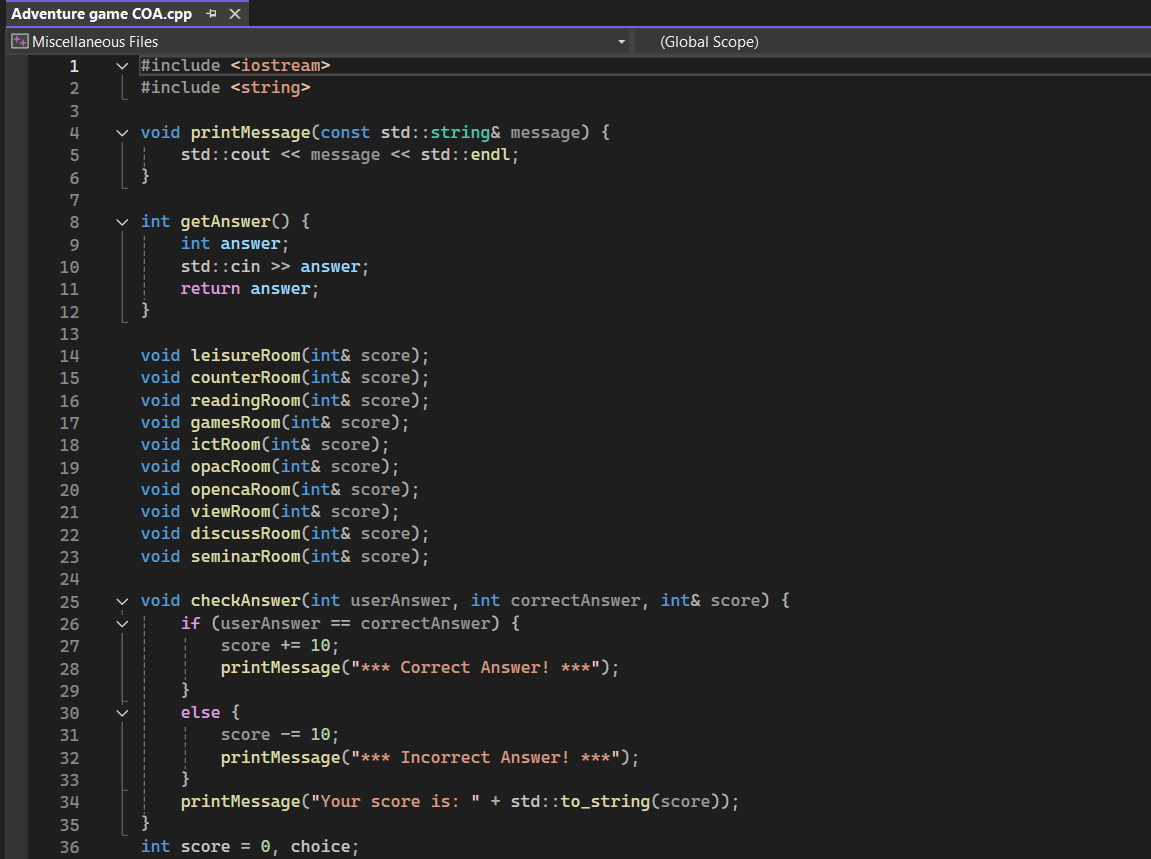 Adventure game COA.cpp
Miscellaneous Files
(Global Scope)
1 #include <iostream>
2 #include <string>
3
4 void printMessage(const std::string& message) {
5 std::cout << message << std::endl;
6 }
7
8 int getAnswer() {
9 int answer;
10 std::cin >> answer;
11 return answer;
12 }
13
14 void leisureRoom(int& score);
15 void counterRoom(int& score);
16 void readingRoom(int& score);
17 void gamesRoom(int& score);
18 void ictRoom(int& score);
19 void opacRoom(int& score);
20 void opencaRoom(int& score);
21 void viewRoom(int& score);
22 void discussRoom(int& score);
23 void seminarRoom(int& score);
24
25 void checkAnswer(int userAnswer, int correctAnswer, int& score) {
26 if (userAnswer == correctAnswer) {
27 score += 10;
28 printMessage("*** Correct Answer! ***");
29 }
30 else {
31 score -= 10;
32 printMessage("*** Incorrect Answer! ***");
33 }
34 printMessage("Your score is: " + std::to_string(score));
35 }
36 int score = 0, choice;